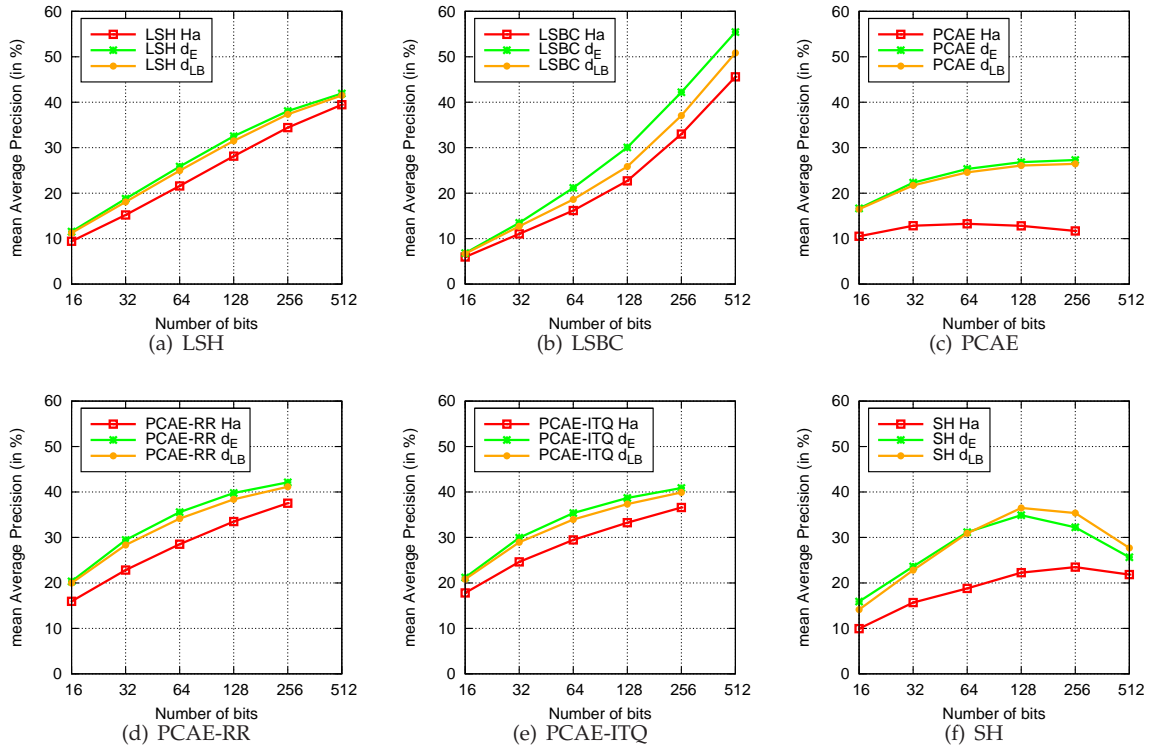 mean Average Precision (in %)
60
50
40
30
20
10
0
LSH Ha
LSH dE
LSH dLB
16 32 64 128 256 512
Number of bits
(a) LSH
mean Average Precision (in %)
60
50
40
30
20
10
0
LSBC Ha
LSBC dE
LSBC dLB
16 32 64 128 256 512
Number of bits
(b) LSBC
mean Average Precision (in %)
60
50
40
30
20
10
0
PCAE Ha
PCAE dE
PCAE dLB
16 32 64 128 256 512
Number of bits
(c) PCAE
mean Average Precision (in %)
60
50
40
30
20
10
0
PCAE-RR Ha
PCAE-RR dE
PCAE-RR dLB
16 32 64 128 256 512
Number of bits
(d) PCAE-RR
mean Average Precision (in %)
60
50
40
30
20
10
0
PCAE-ITQ Ha
PCAE-ITQ dE
PCAE-ITQ dLB
16 32 64 128 256 512
Number of bits
(e) PCAE-ITQ
mean Average Precision (in %)
60
50
40
30
20
10
0
SH Ha
SH dE
SH dLB
16 32 64 128 256 512
Number of bits
(f) SH